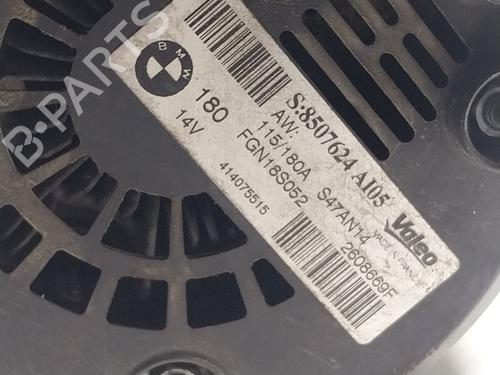 BMW
S:8507624 AI05
AW:
180
115/180A S47AN14
14V
FGN18S052
2608669F
414075515
Valeo
MADE IN FRANCE
B-PARTS